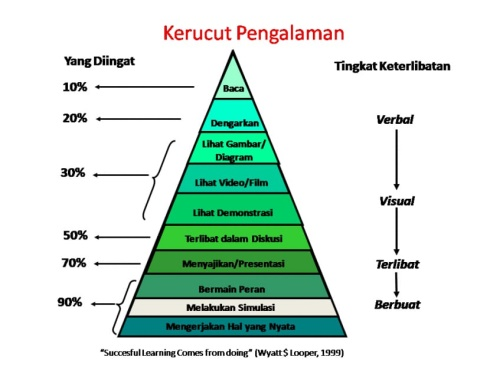 Kerucut Pengalaman
Yang Diingat
Tingkat Keterlibatan
10%
Baca
20%
Dengarkan
Verbal
Lihat Gambar/
Diagram
30%
Lihat Video/Film
Visual
Lihat Demonstrasi
50%
Terlibat dalam Diskusi
70%
Menyajikan/Presentasi
Terlibat
Bermain Peran
90%
Melakukan Simulasi
Berbuat
Mengerjakan Hal yang Nyata
“Succesful Learning Comes from doing” (Wyatt $ Looper, 1999)